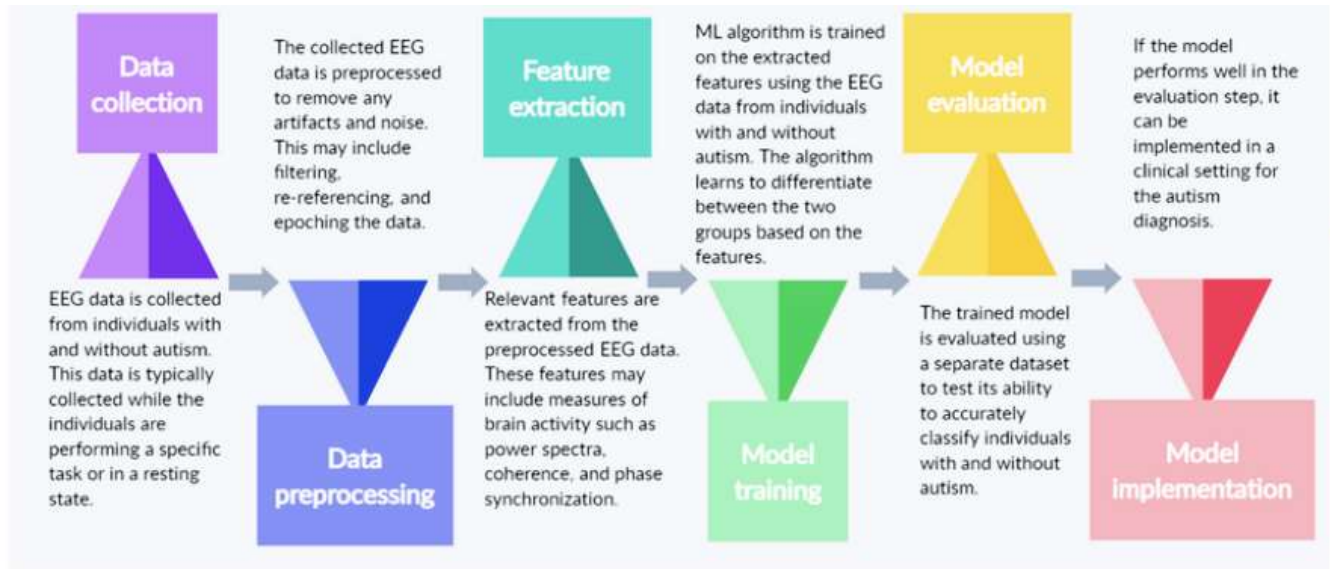 Data
collection
EEG data is collected
from individuals with
and without autism.
This data is typically
collected while the
individuals are
performing a specific
task or in a resting
state.
The collected EEG
data is preprocessed
to remove any
artifacts and noise.
This may include
filtering,
re-referencing, and
epoching the data.
Data
preprocessing
Feature
extraction
Relevant features are
extracted from the
preprocessed EEG data.
These features may
include measures of
brain activity such as
power spectra,
coherence, and phase
synchronization.
ML algorithm is trained
on the extracted
features using the EEG
data from individuals
with and without
autism. The algorithm
learns to differentiate
between the two
groups based on the
features.
Model
training
Model
evaluation
The trained model
is evaluated using
a separate dataset
to test its ability
to accurately
classify individuals
with and without
autism.
If the model
performs well in the
evaluation step, it
can be
implemented in a
clinical setting for
the autism
diagnosis.
Model
implementation